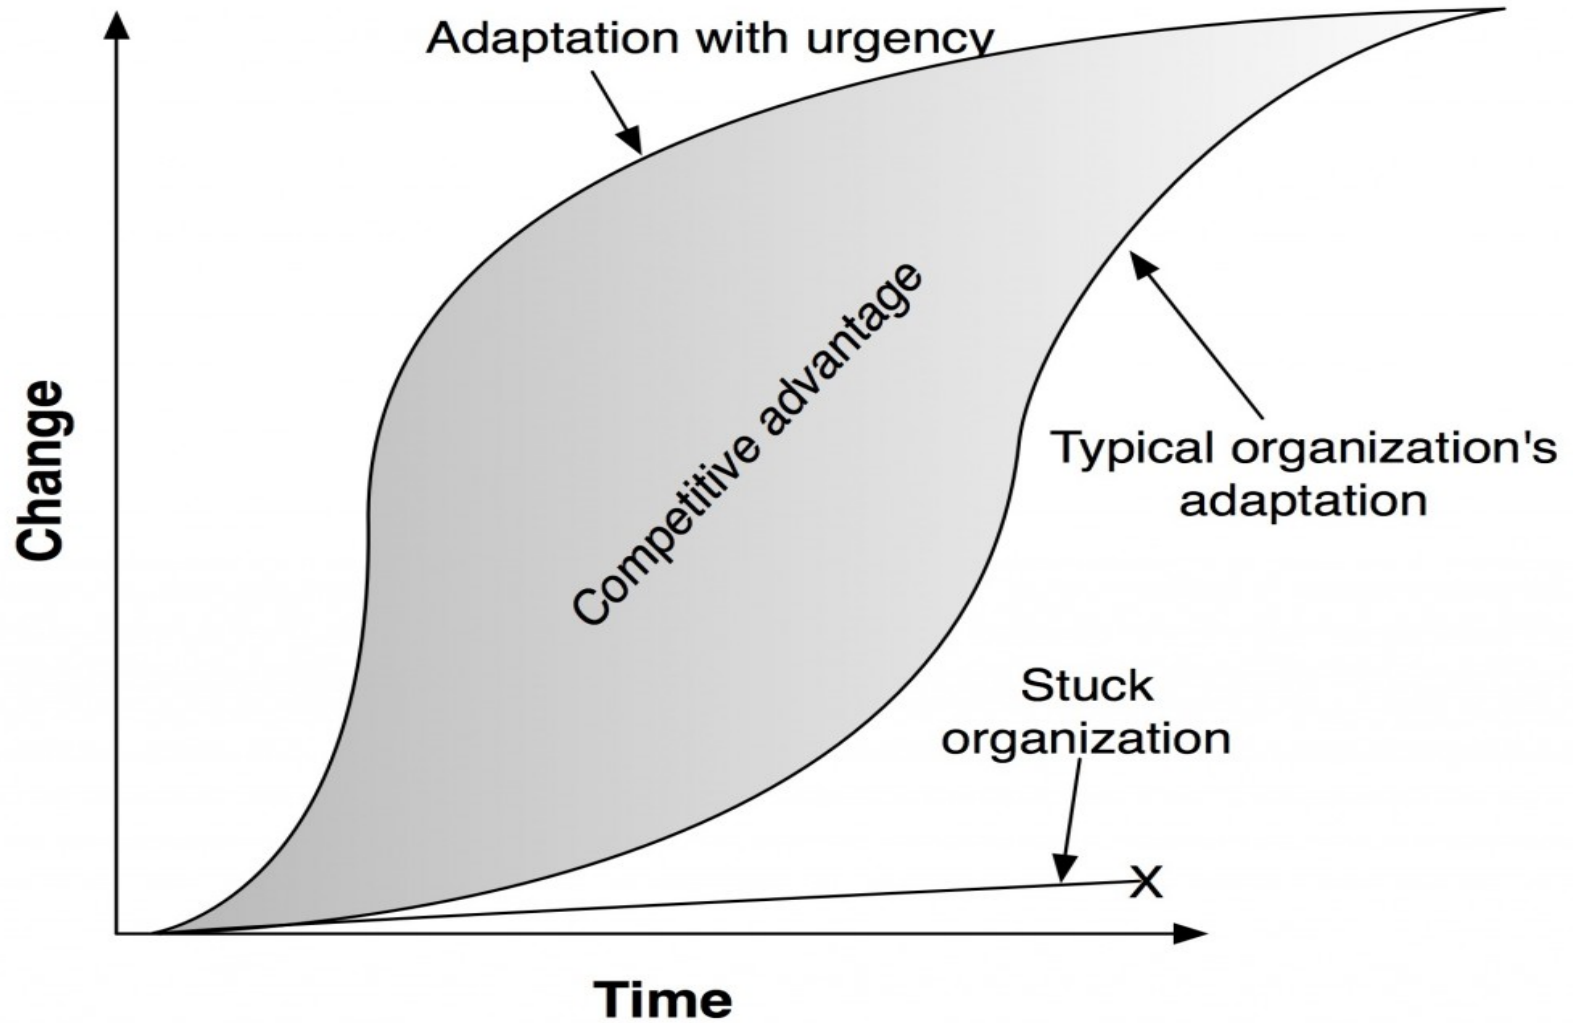 Adaptation with urgency
Change
Competitive advantage
Typical organization's
adaptation
Stuck
organization
X
Time